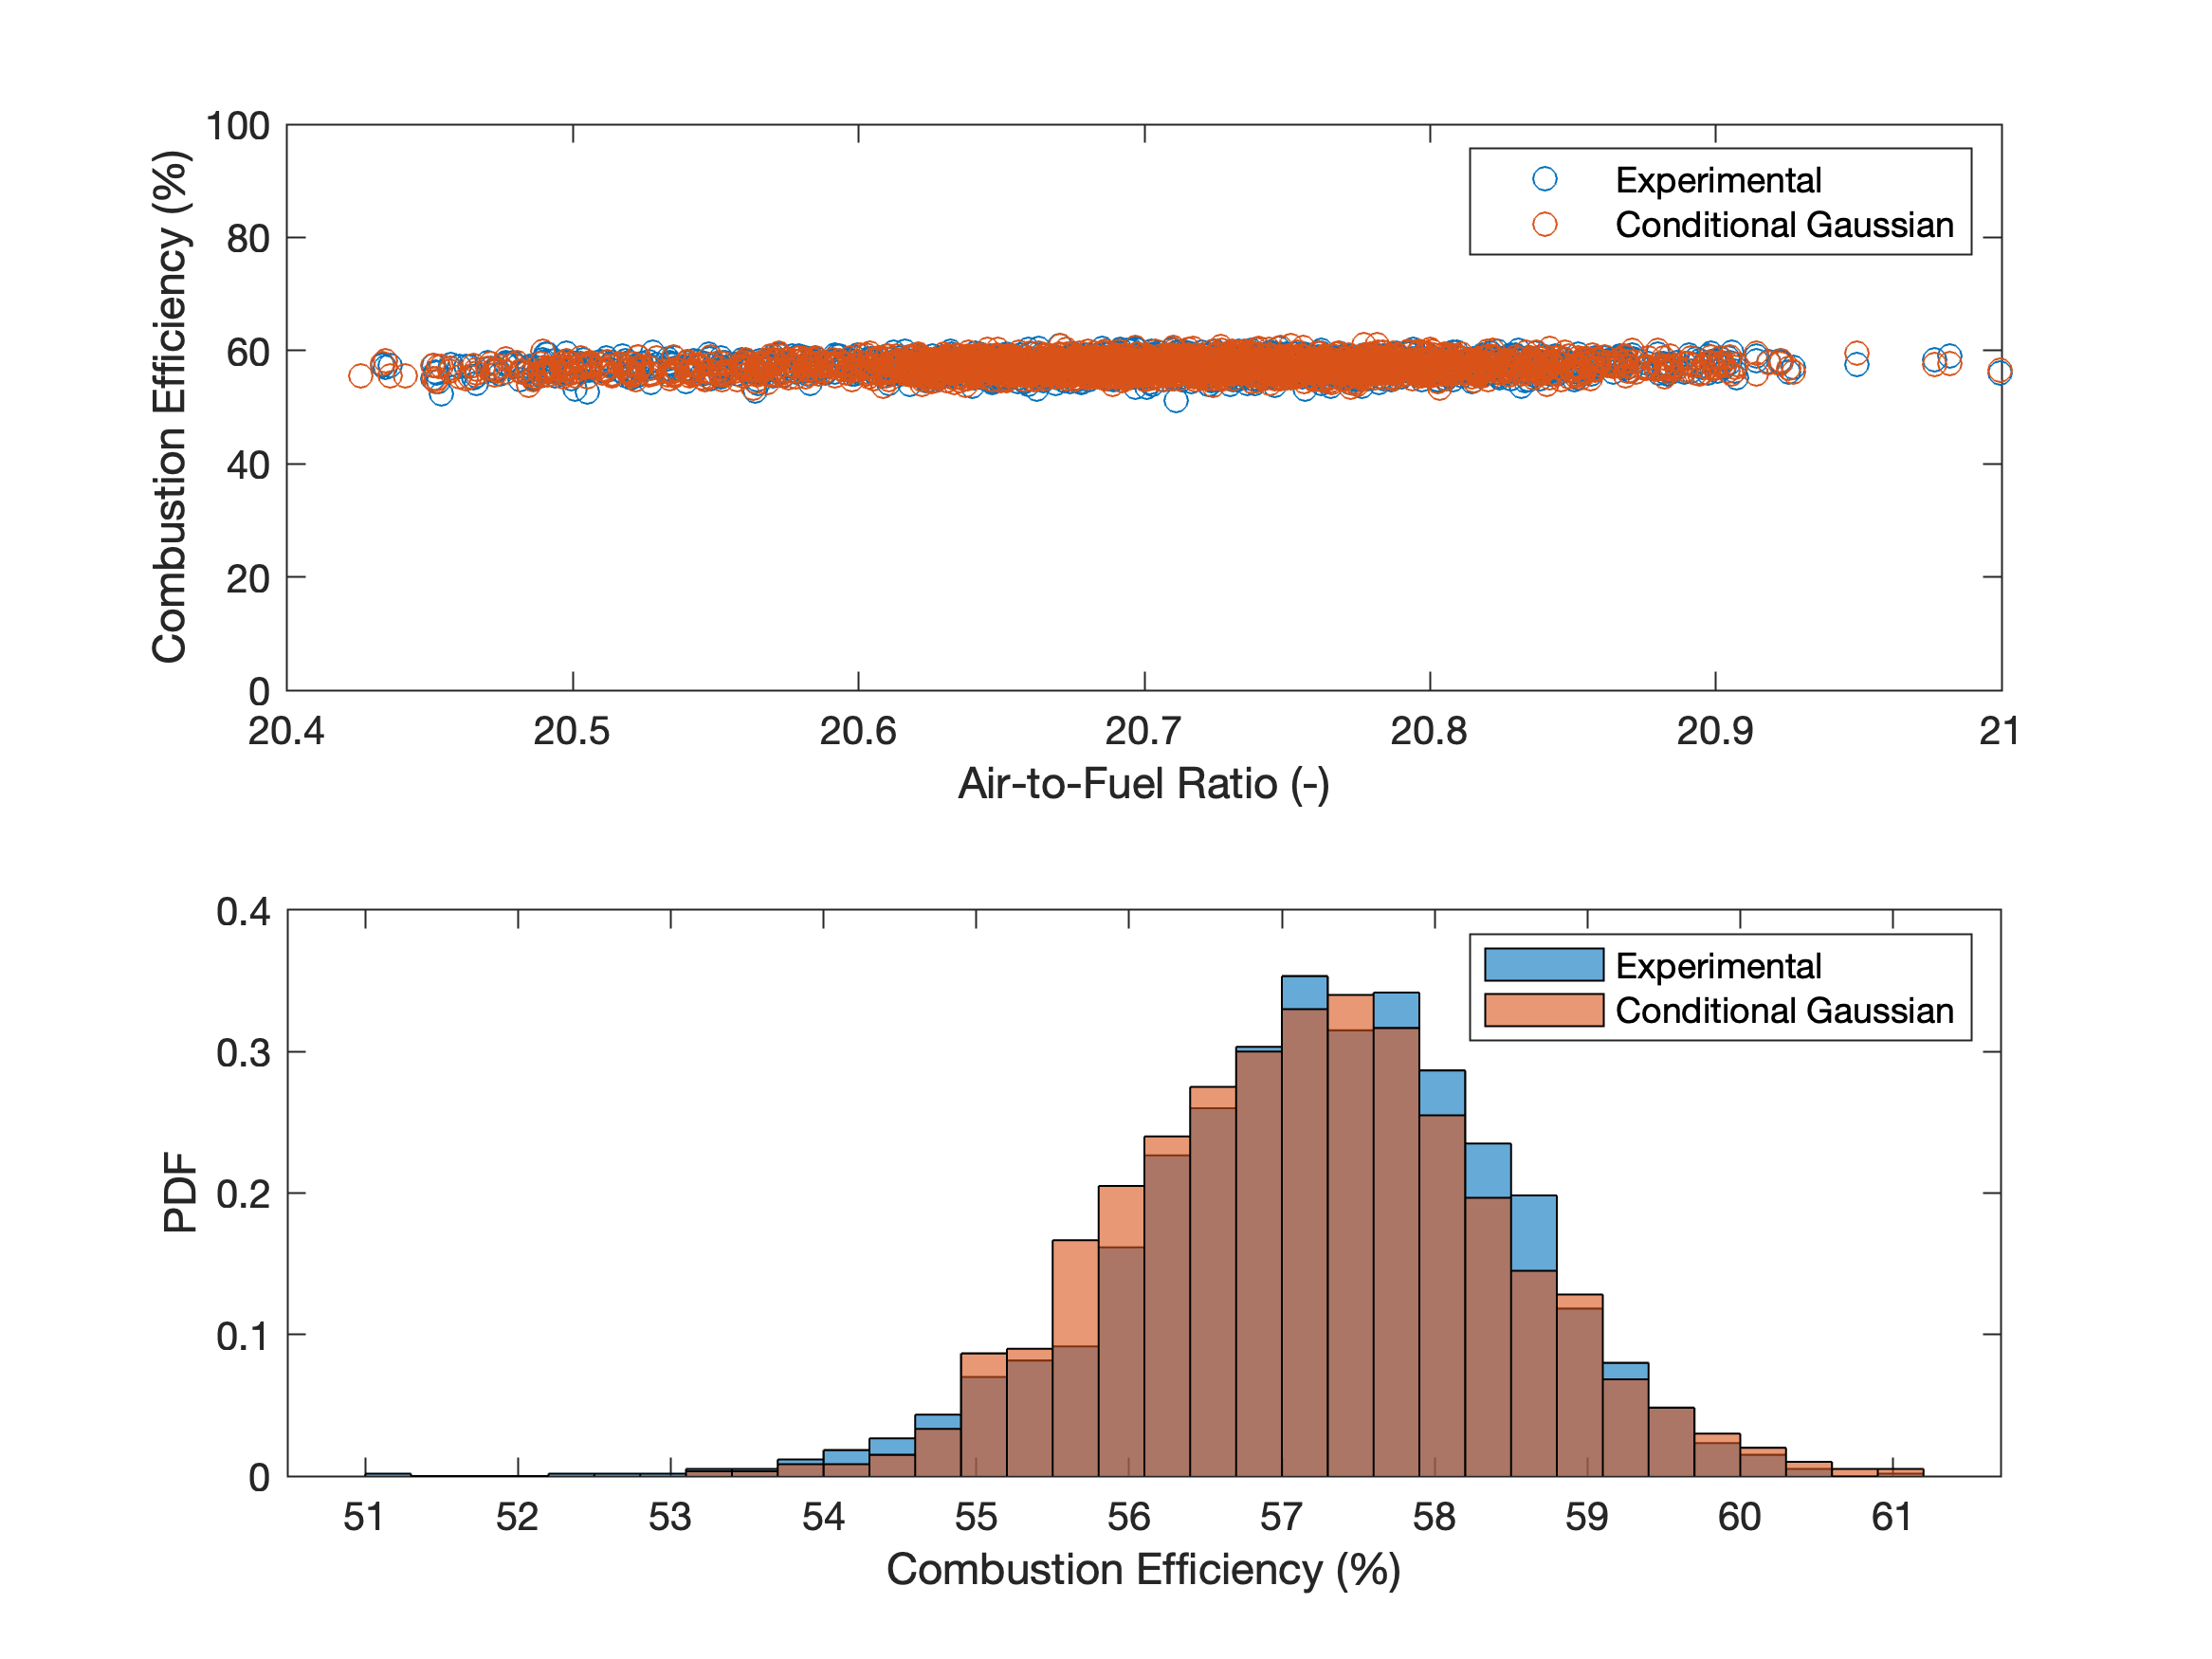 100
80
60
40
20
0
Combustion Efficiency (%)
Experimental
Conditional Gaussian
20.4 20.5 20.6 20.7 20.8 20.9 21
Air-to-Fuel Ratio (-)
0.4
0.3
0.2
0.1
0
PDF
Experimental
Conditional Gaussian
51 52 53 54 55 56 57 58 59 60 61
Combustion Efficiency (%)